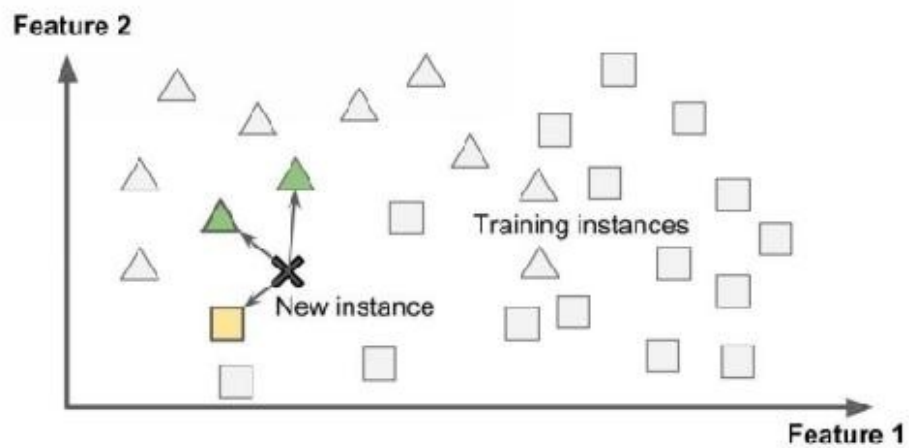 Feature 2
Training instances
New instance
Feature 1